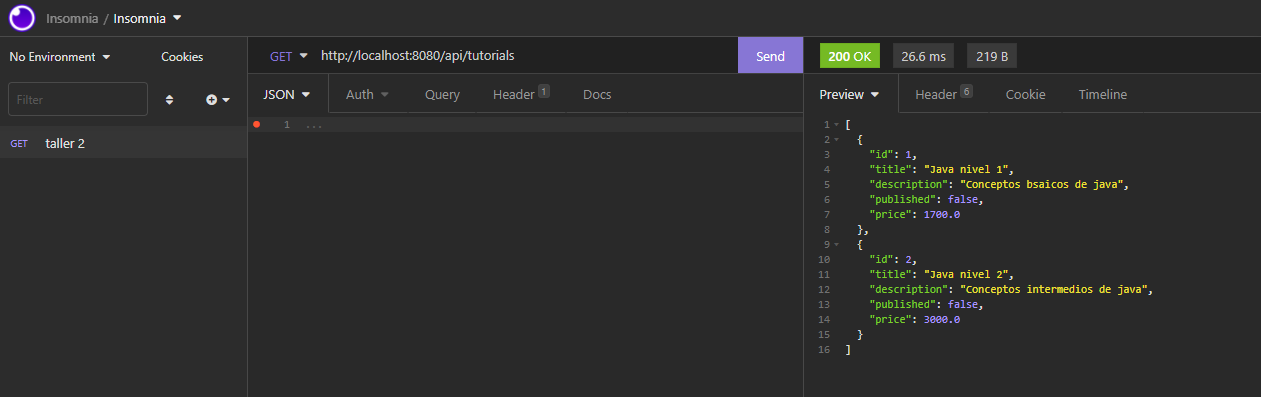 Insomnia / Insomnia
No Environment
Cookies
Filter
GET taller 2
GET http://localhost:8080/api/tutorials
Send
JSON Auth Query Header 1 Docs
1 ...
200 OK 26.6 ms 219 B
Preview Header 6 Cookie Timeline
1 [
2 {
3 "id": 1,
4 "title": "Java nivel 1",
5 "description": "Conceptos bsaicos de java",
6 "published": false,
7 "price": 1700.0
8 },
9 {
10 "id": 2,
11 "title": "Java nivel 2",
12 "description": "Conceptos intermedios de java",
13 "published": false,
14 "price": 3000.0
15 }
16 ]